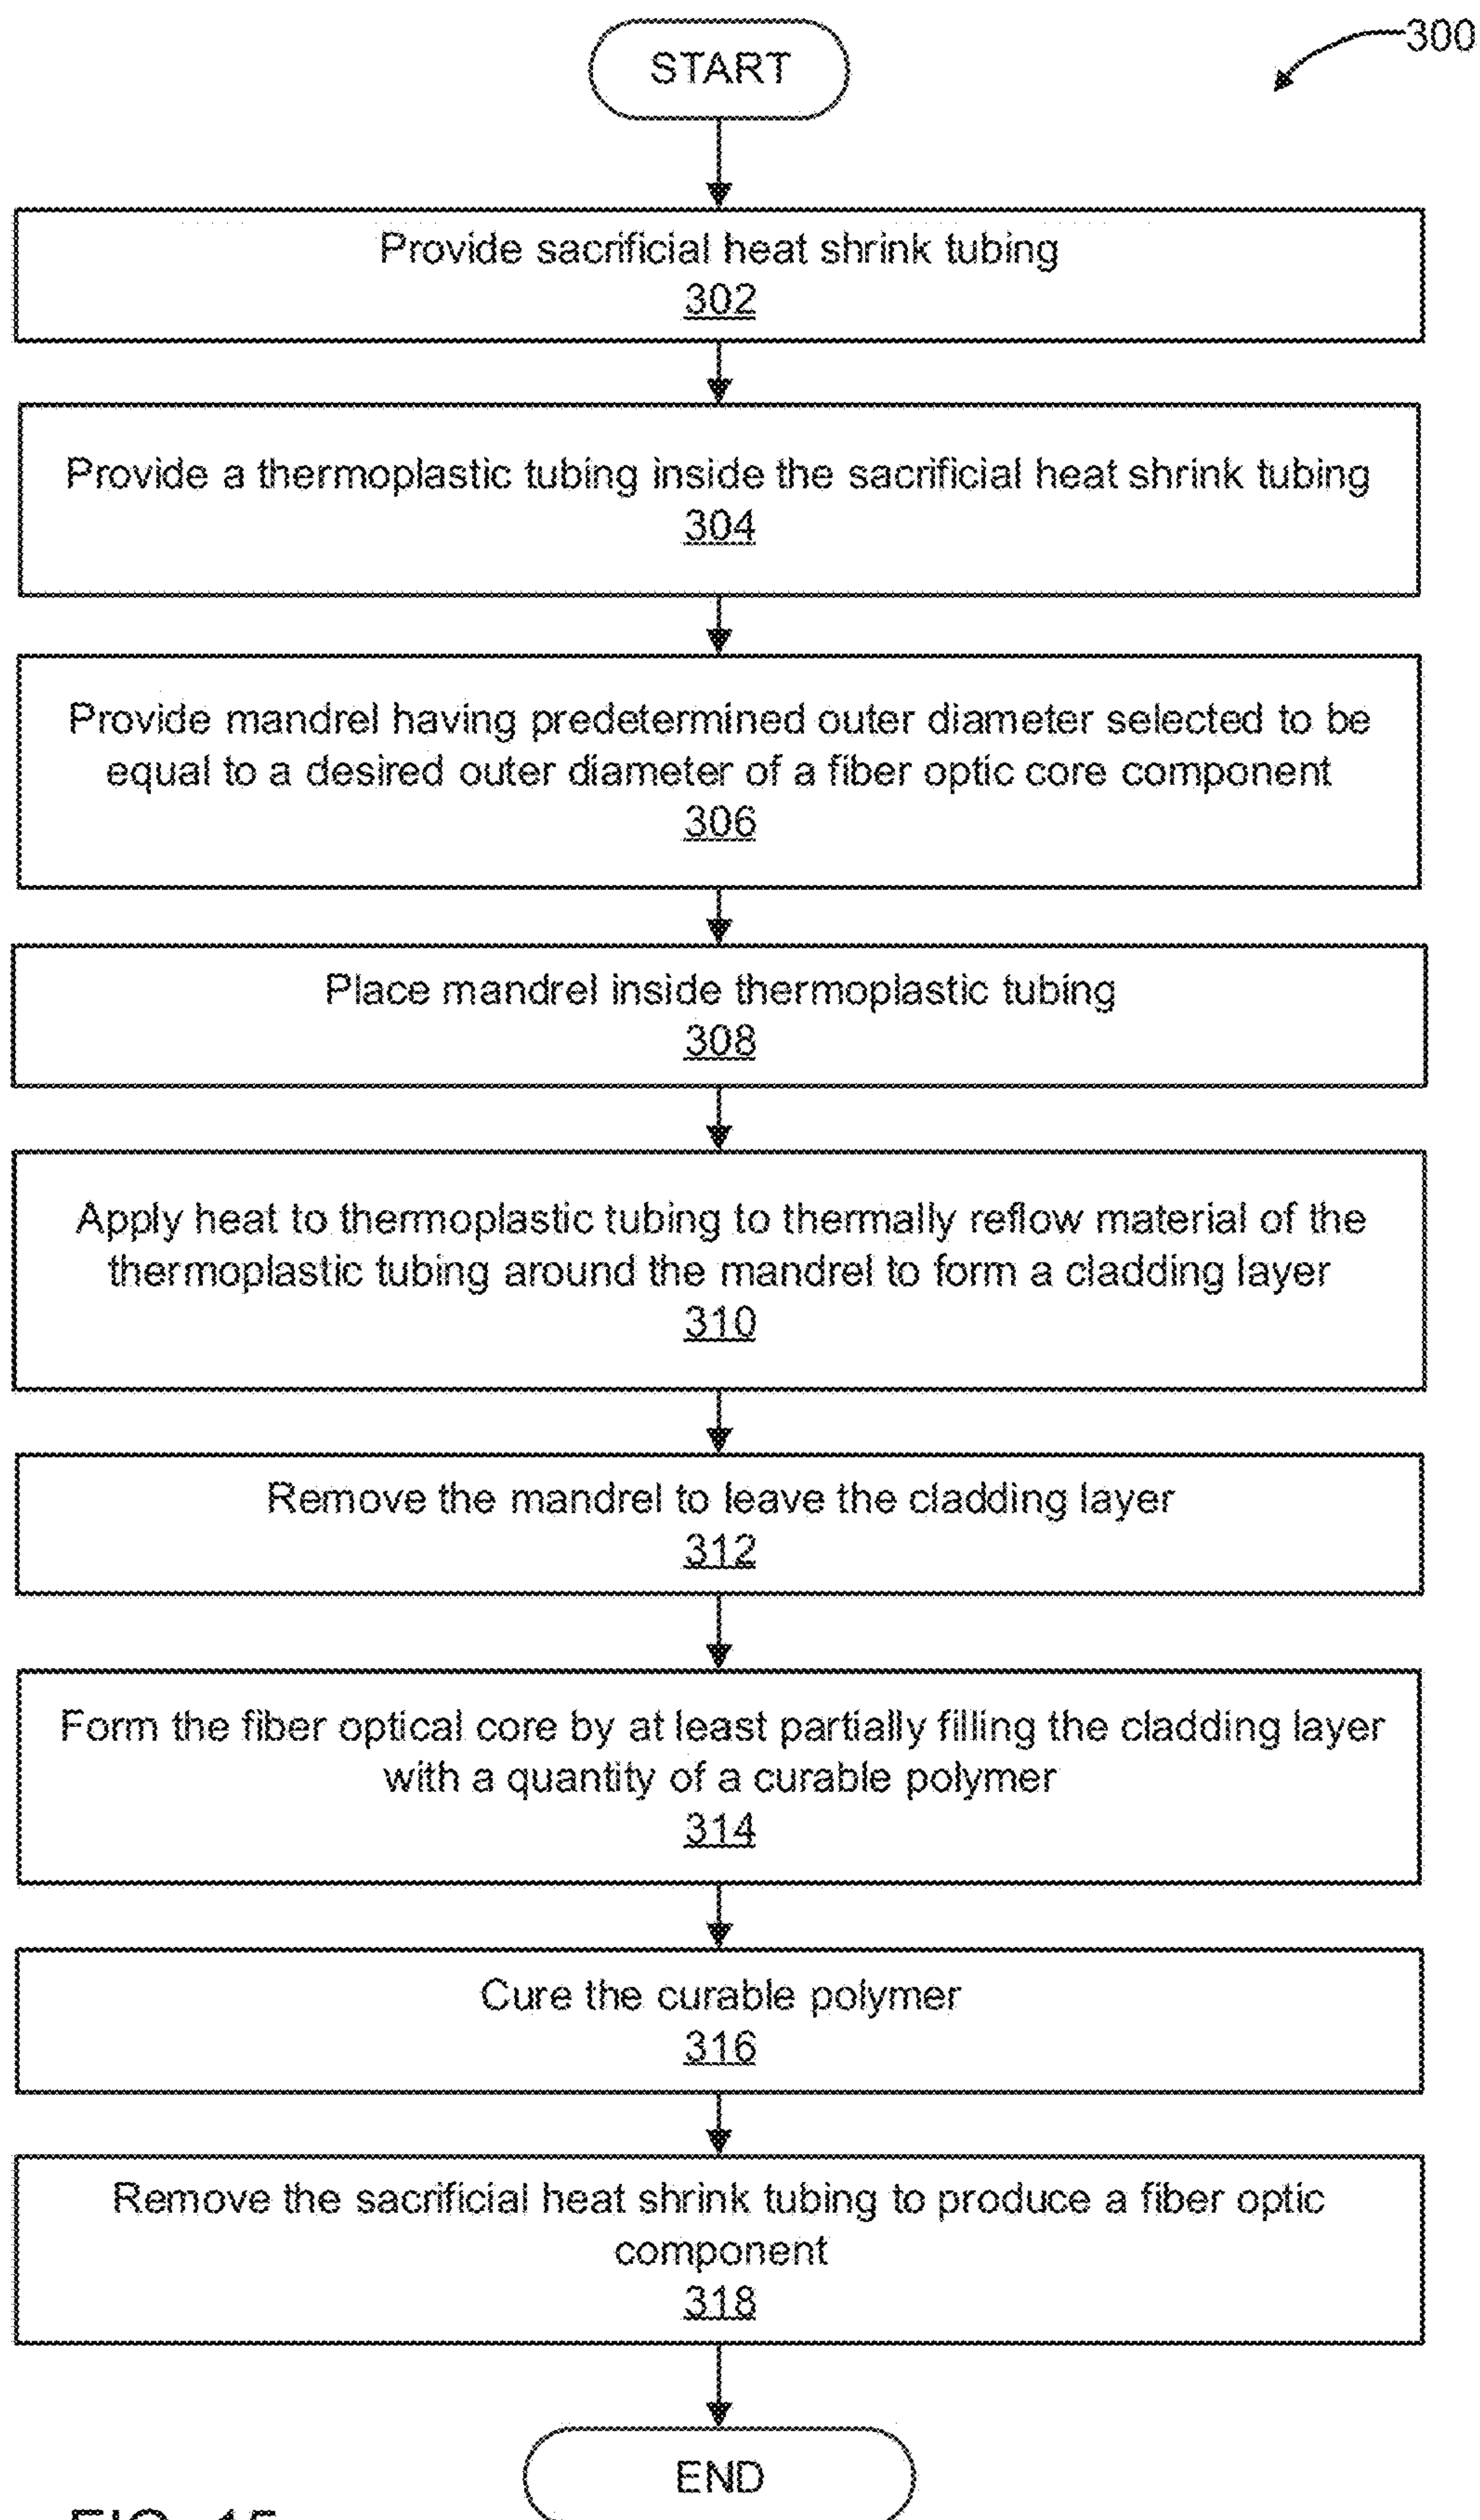 START
300
Provide sacrificial heat shrink tubing
302
Provide a thermoplastic tubing inside the sacrificial heat shrink tubing
304
Provide mandrel having predetermined outer diameter selected to be
equal to a desired outer diameter of a fiber optic core component
306
Place mandrel inside thermoplastic tubing
308
Apply heat to thermoplastic tubing to thermally reflow material of the
thermoplastic tubing around the mandrel to form a cladding layer
310
Remove the mandrel to leave the cladding layer
312
Form the fiber optical core by at least partially filling the cladding layer
with a quantity of a curable polymer
314
Cure the curable polymer
316
Remove the sacrificial heat shrink tubing to produce a fiber optic
component
318
END
FIG. 15